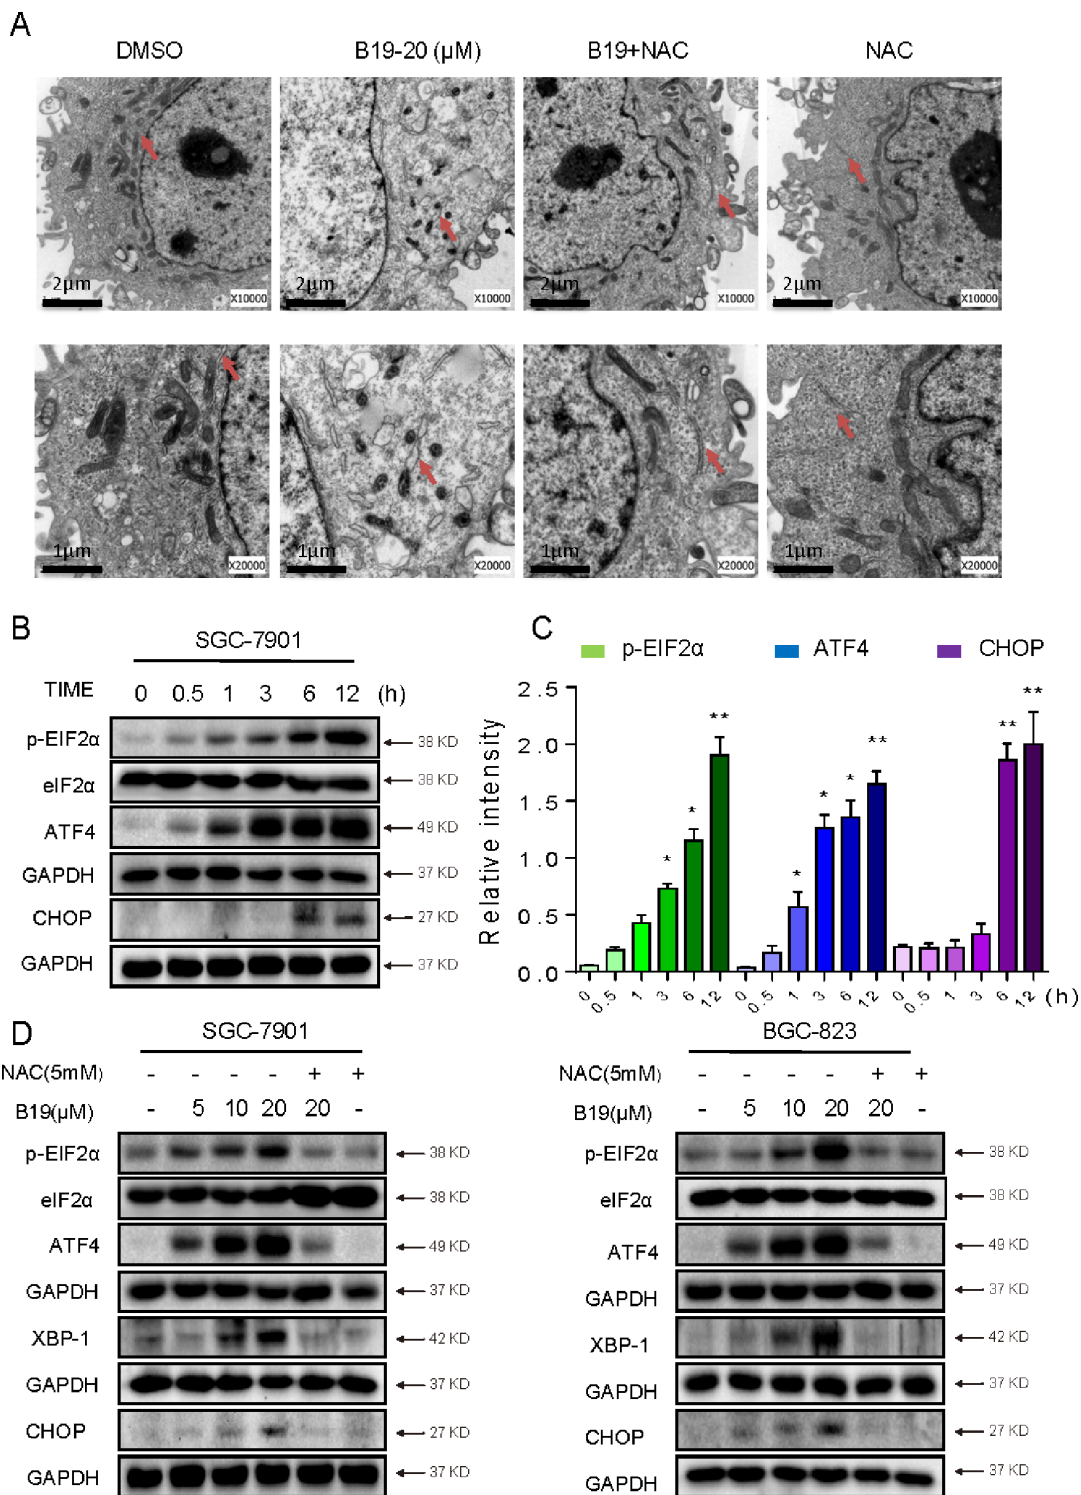 A
DMSO B19-20 (μM) B19+NAC NAC
2μm X10000 2μm X10000 2μm X10000 2μm X10000
1μm X20000 1μm X20000 1μm X20000 1μm X20000
B
SGC-7901
TIME 0 0.5 1 3 6 12 (h)
p-EIF2α 38 KD
eIF2α 38 KD
ATF4 49 KD
GAPDH 37 KD
CHOP 27 KD
GAPDH 37 KD
C
p-EIF2α ATF4 CHOP
Relative intensity
2.5
2.0
1.5
1.0
0.5
0.0
* * ** * * * ** ** **
0 0.5 1 3 6 12 0 0.5 1 3 6 12 0 0.5 1 3 6 12 (h)
D
SGC-7901
NAC(5mM) - - - - + +
B19(μM) - 5 10 20 20 -
p-EIF2α 38 KD
eIF2α 38 KD
ATF4 49 KD
GAPDH 37 KD
XBP-1 42 KD
GAPDH 37 KD
CHOP 27 KD
GAPDH 37 KD
BGC-823
NAC(5mM) - - - - + +
B19(μM) - 5 10 20 20 -
p-EIF2α 38 KD
eIF2α 38 KD
ATF4 49 KD
GAPDH 37 KD
XBP-1 42 KD
GAPDH 37 KD
CHOP 27 KD
GAPDH 37 KD